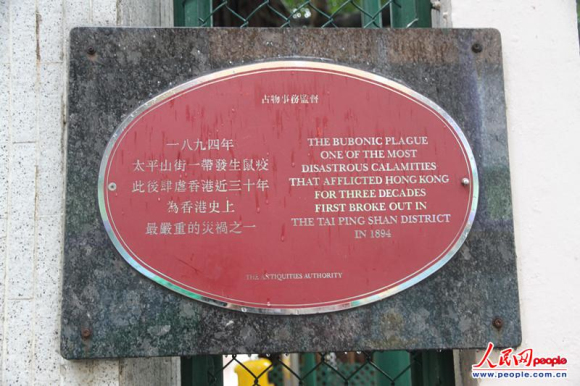 古物事務監督
一八九四年
太平山街一帶發生鼠疫
此後肆虐香港近三十年
為香港史上
最嚴重的災禍之一
THE BUBONIC PLAGUE
ONE OF THE MOST
DISASTROUS CALAMITIES
THAT AFFLICTED HONG KONG
FOR THREE DECADES
FIRST BROKE OUT IN
THE TAI PING SHAN DISTRICT
IN 1894
THE ANTIQUITIES AUTHORITY
人民网
people.com
www.people.com.cn